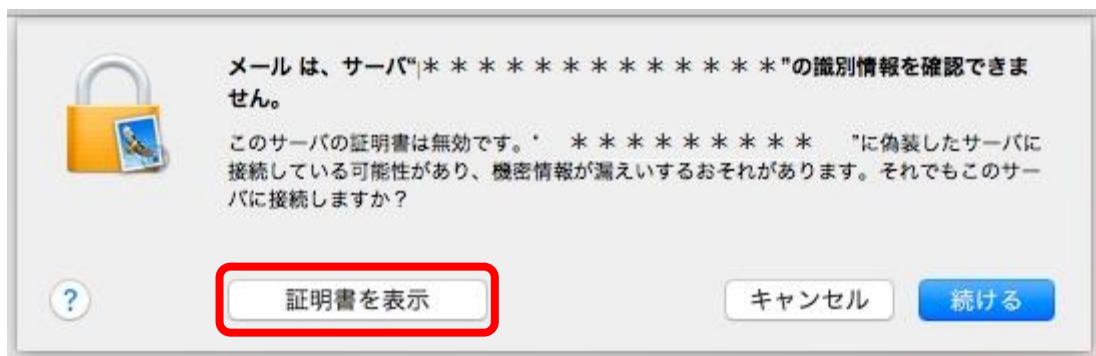 メール は、サーバ“|＊＊＊＊＊＊＊＊＊＊＊＊＊"の識別情報を確認できま
せん。
このサーバの証明書は無効です。" ＊＊＊＊＊＊＊＊＊ "に偽装したサーバに
接続している可能性があり、機密情報が漏えいするおそれがあります。それでもこのサー
バに接続しますか？
? 証明書を表示 キャンセル 続ける